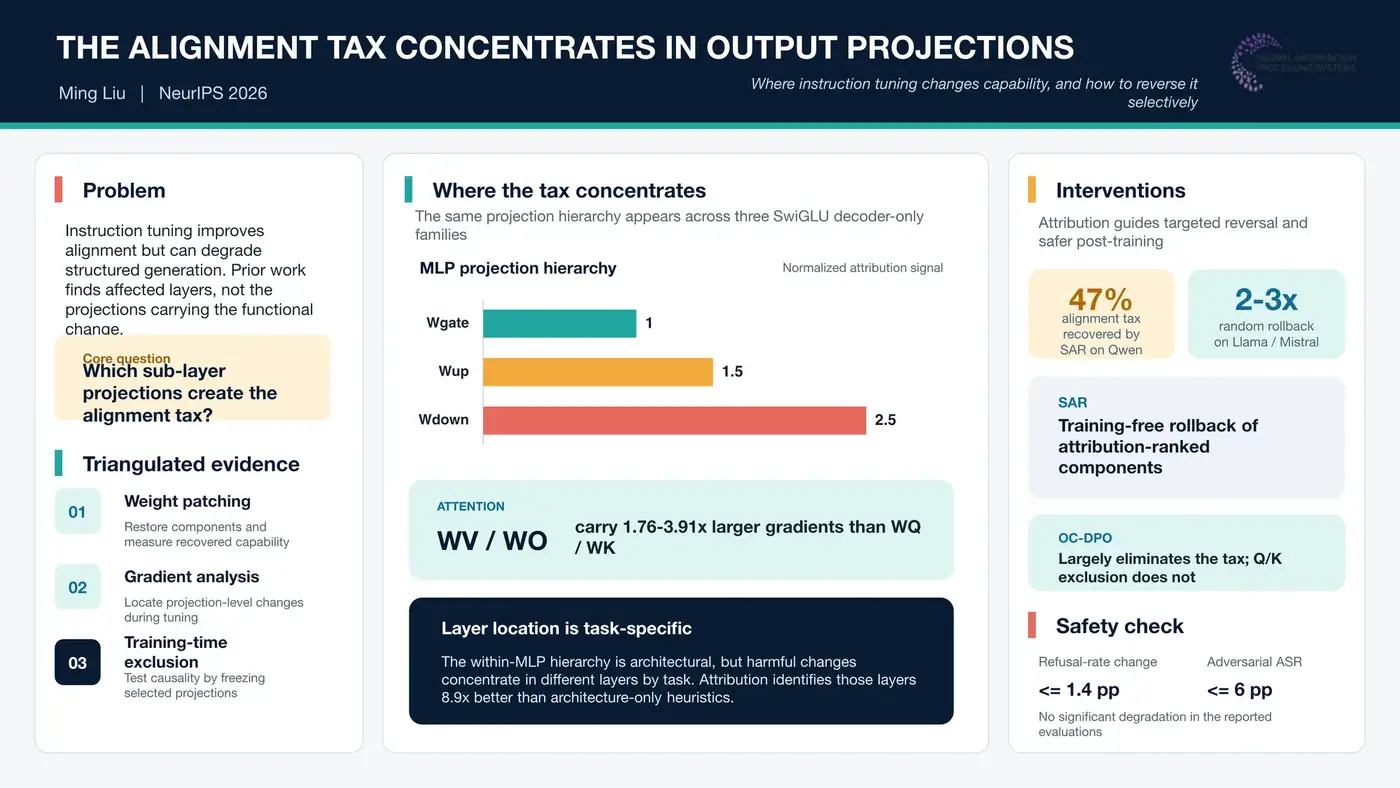 THE ALIGNMENT TAX CONCENTRATES IN OUTPUT PROJECTIONS
Ming Liu | NeurIPS 2026
Where instruction tuning changes capability, and how to reverse it
selectively
NEURAL INFORMATION
PROCESSING SYSTEMS
Problem
Instruction tuning improves
alignment but can degrade
structured generation. Prior work
finds affected layers, not the
projections carrying the functional
change.
Core question
Which sub-layer
projections create the
alignment tax?
Triangulated evidence
01
Weight patching
Restore components and
measure recovered capability
02
Gradient analysis
Locate projection-level changes
during tuning
03
Training-time
exclusion
Test causality by freezing
selected projections
Where the tax concentrates
The same projection hierarchy appears across three SwiGLU decoder-only
families
MLP projection hierarchy
Normalized attribution signal
Wgate 1
Wup 1.5
Wdown 2.5
ATTENTION
WV / WO
carry 1.76-3.91x larger gradients than WQ
/ WK
Layer location is task-specific
The within-MLP hierarchy is architectural, but harmful changes
concentrate in different layers by task. Attribution identifies those layers
8.9x better than architecture-only heuristics.
Interventions
Attribution guides targeted reversal and
safer post-training
47%
alignment tax
recovered by
SAR on Qwen
2-3x
random rollback
on Llama / Mistral
SAR
Training-free rollback of
attribution-ranked
components
OC-DPO
Largely eliminates the tax; Q/K
exclusion does not
Safety check
Refusal-rate change
<= 1.4 pp
Adversarial ASR
<= 6 pp
No significant degradation in the reported
evaluations